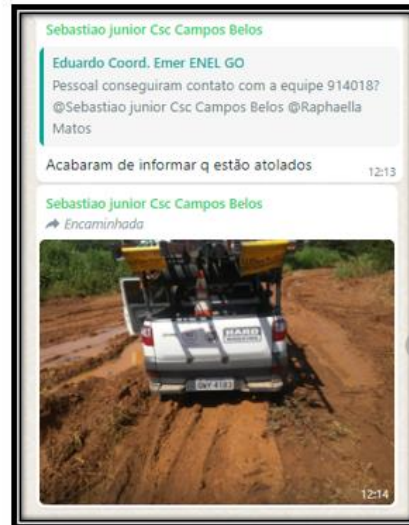 Sebastiao junior Csc Campos Belos
Eduardo Coord. Emer ENEL GO
Pessoal conseguiram contato com a equipe 914018?
@Sebastiao junior Csc Campos Belos @Raphaella
Matos
Acabaram de informar q estão atolados
12:13
Sebastiao junior Csc Campos Belos
Encaminhada
HARD
12:14